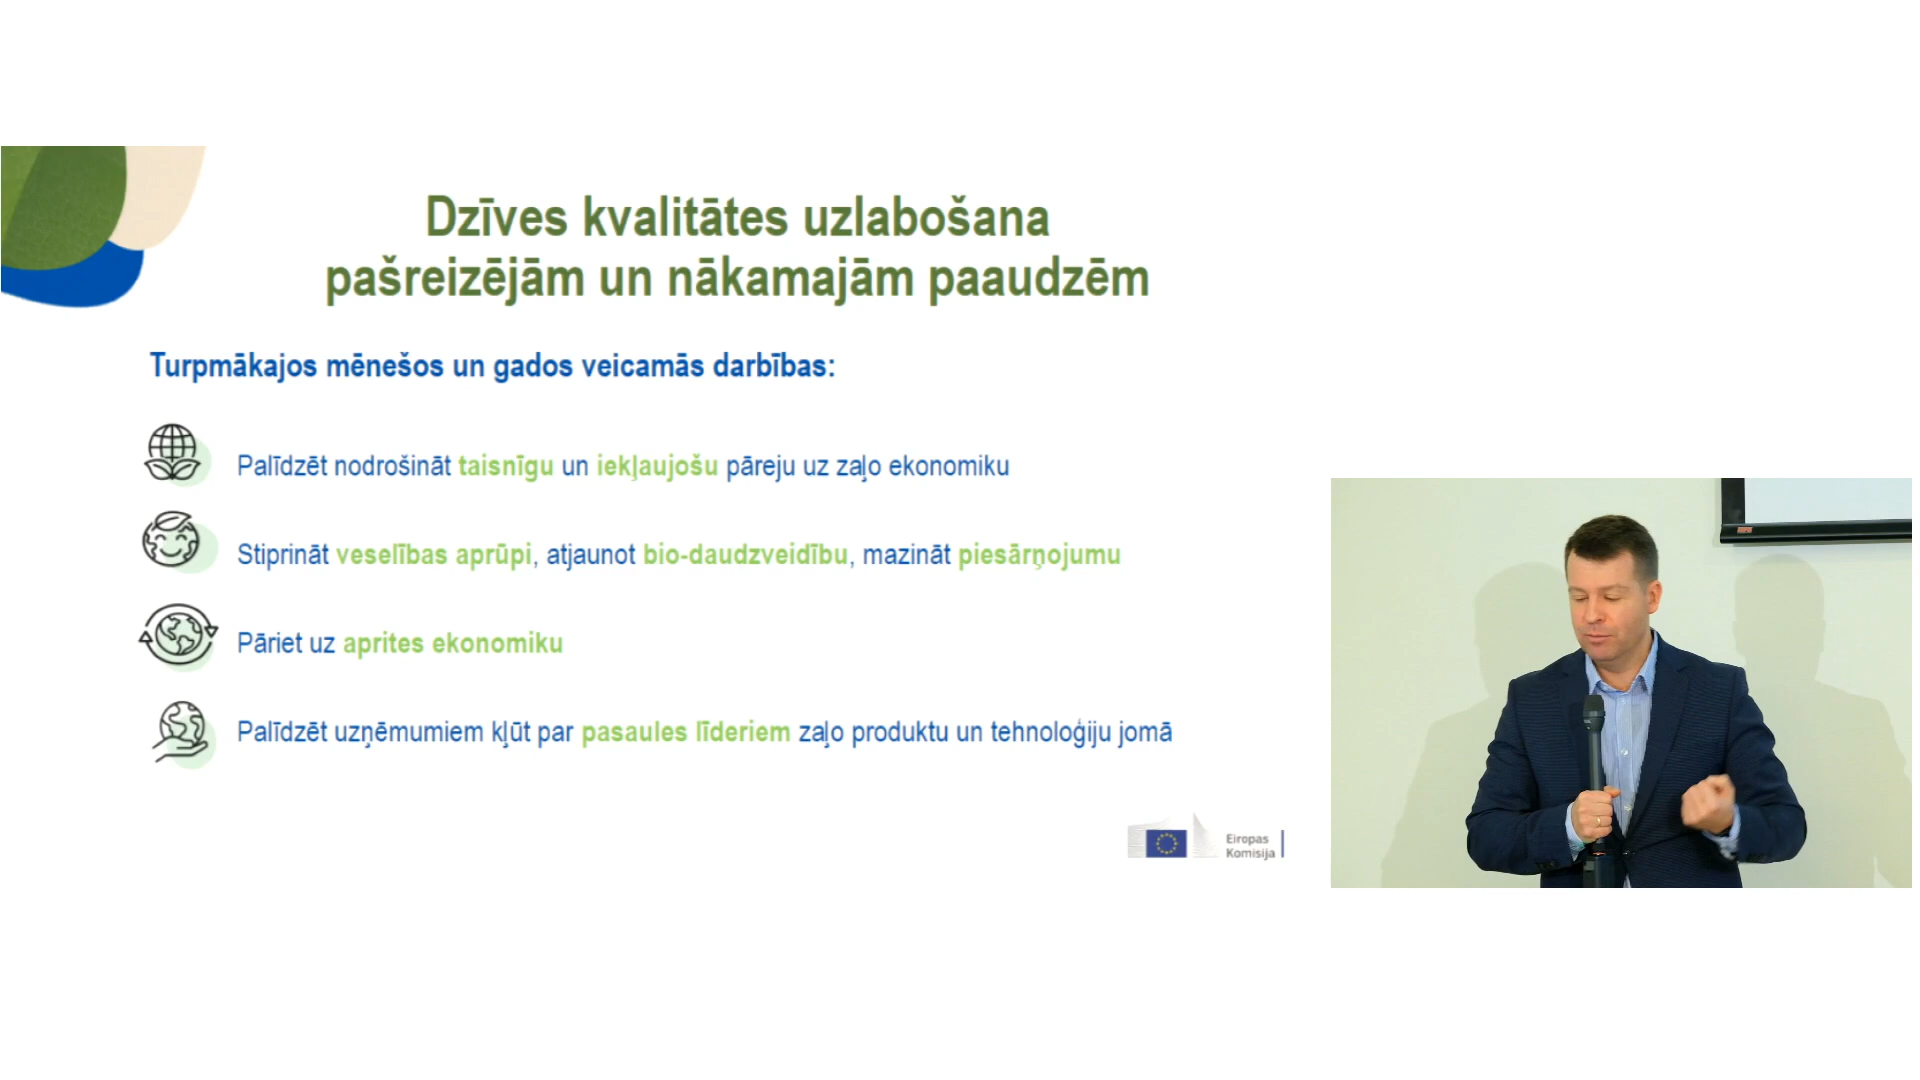 Dzīves kvalitātes uzlabošana
pašreizējām un nākamajām paaudzēm
Turpmākajos mēnešos un gados veicamās darbības:
Palīdzēt nodrošināt taisnīgu un iekļaujošu pāreju uz zaļo ekonomiku
Stiprināt veselības aprūpi, atjaunot bio-daudzveidību, mazināt piesārņojumu
Pāriet uz aprites ekonomiku
Palīdzēt uzņēmumiem kļūt par pasaules līderiem zaļo produktu un tehnoloģiju jomā
Eiropas
Komisija